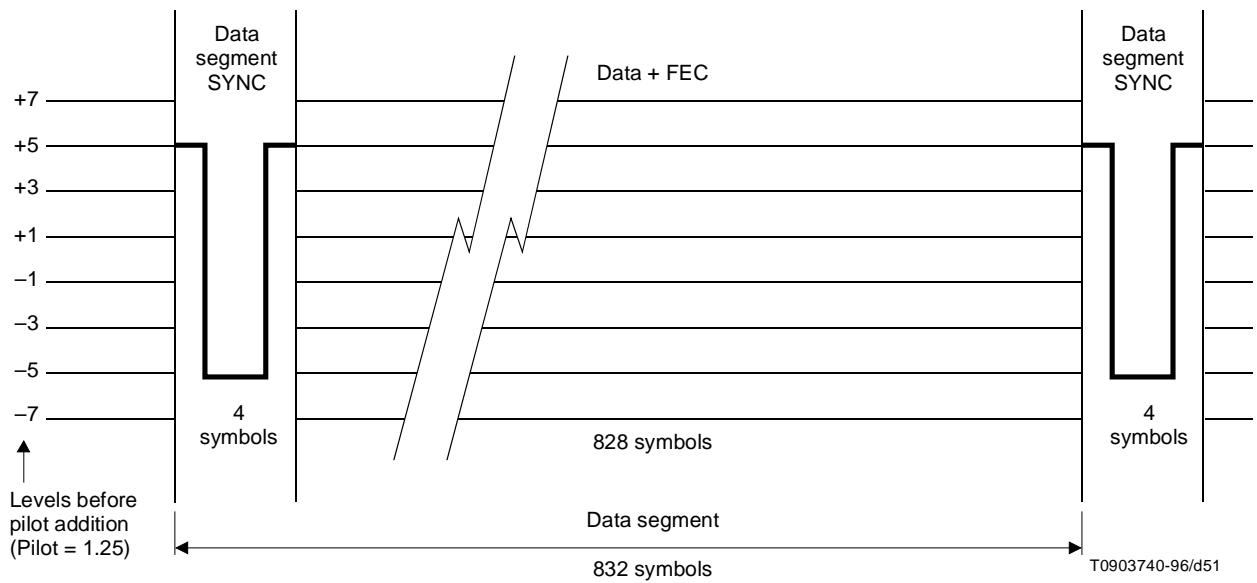 Data
segment
SYNC
Data + FEC
Data
segment
SYNC
+7
+5
+3
+1
–1
–3
–5
–7
4
symbols
828 symbols
4
symbols
Levels before
pilot addition
(Pilot = 1.25)
Data segment
832 symbols
T0903740-96/d51